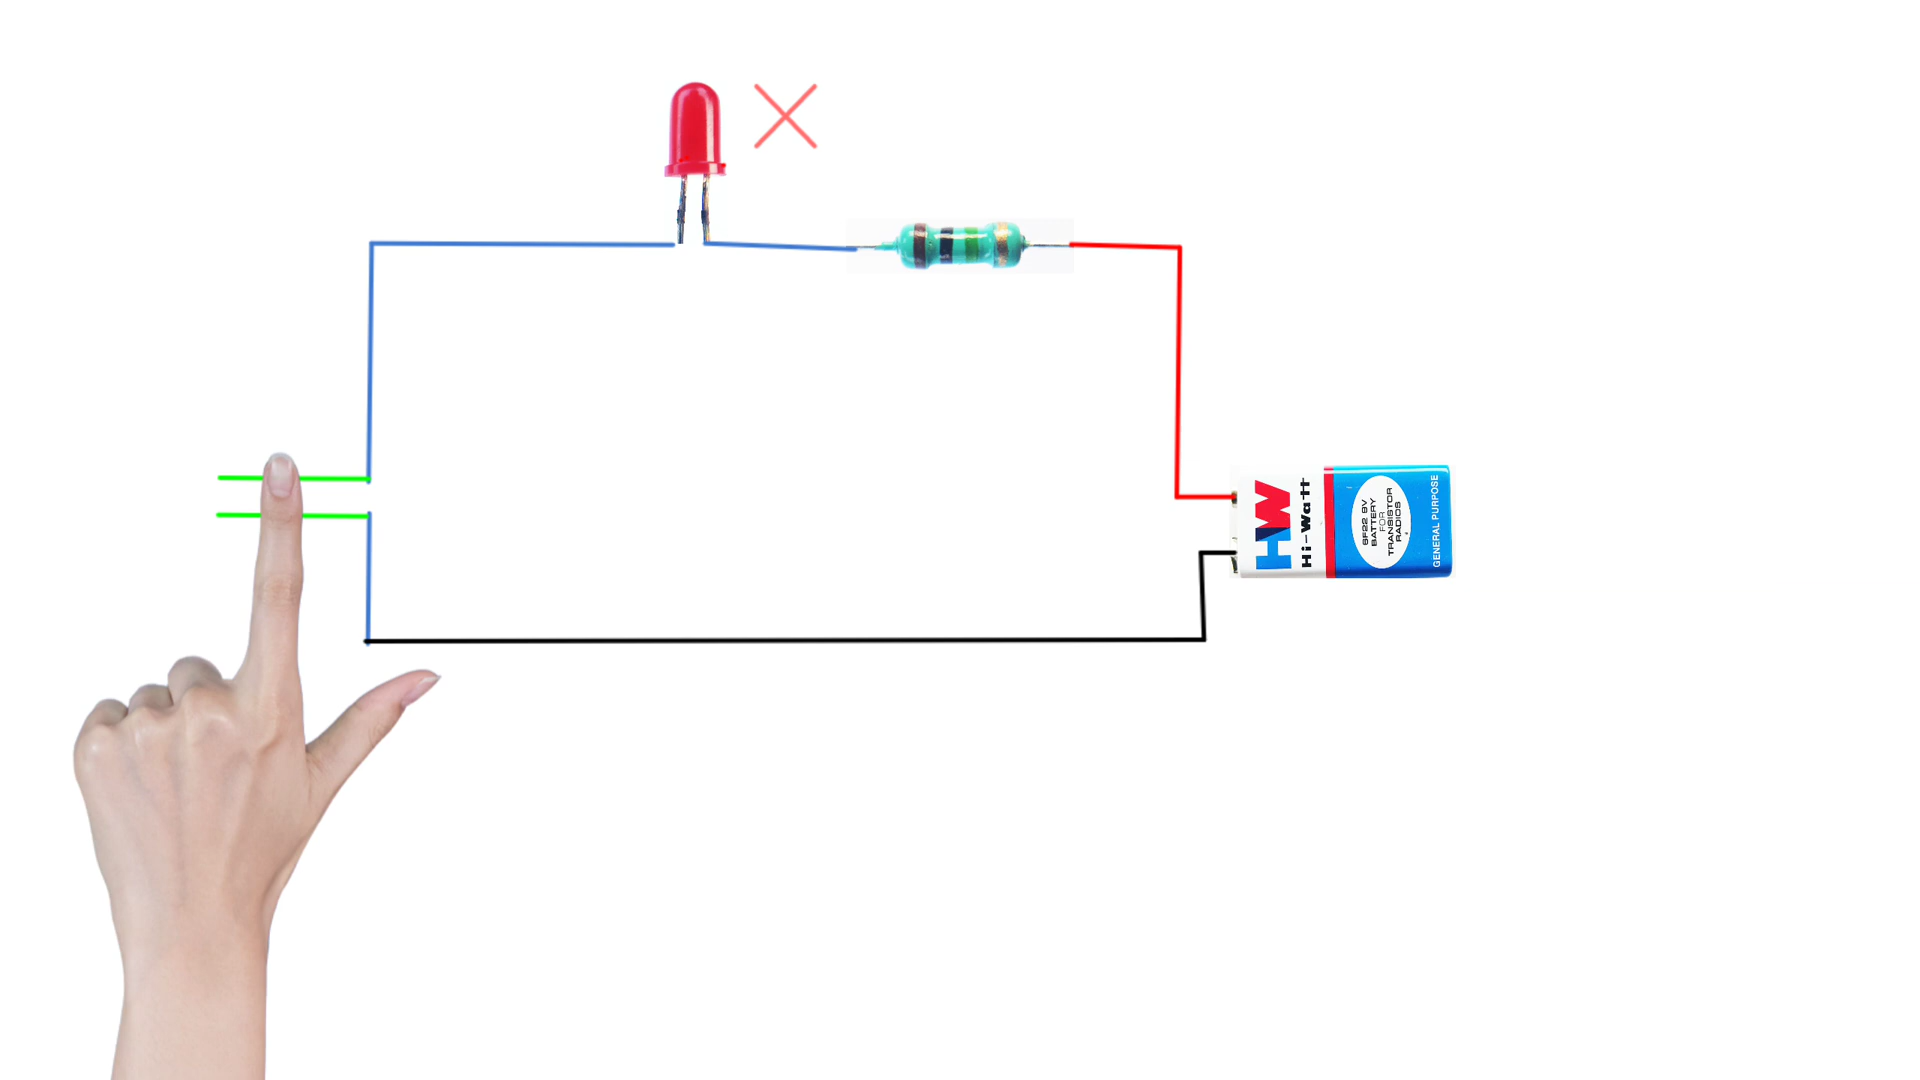 HW
Hi-Watt
6F22 9V
BATTERY
FOR
TRANSISTOR
RADIOS
GENERAL PURPOSE